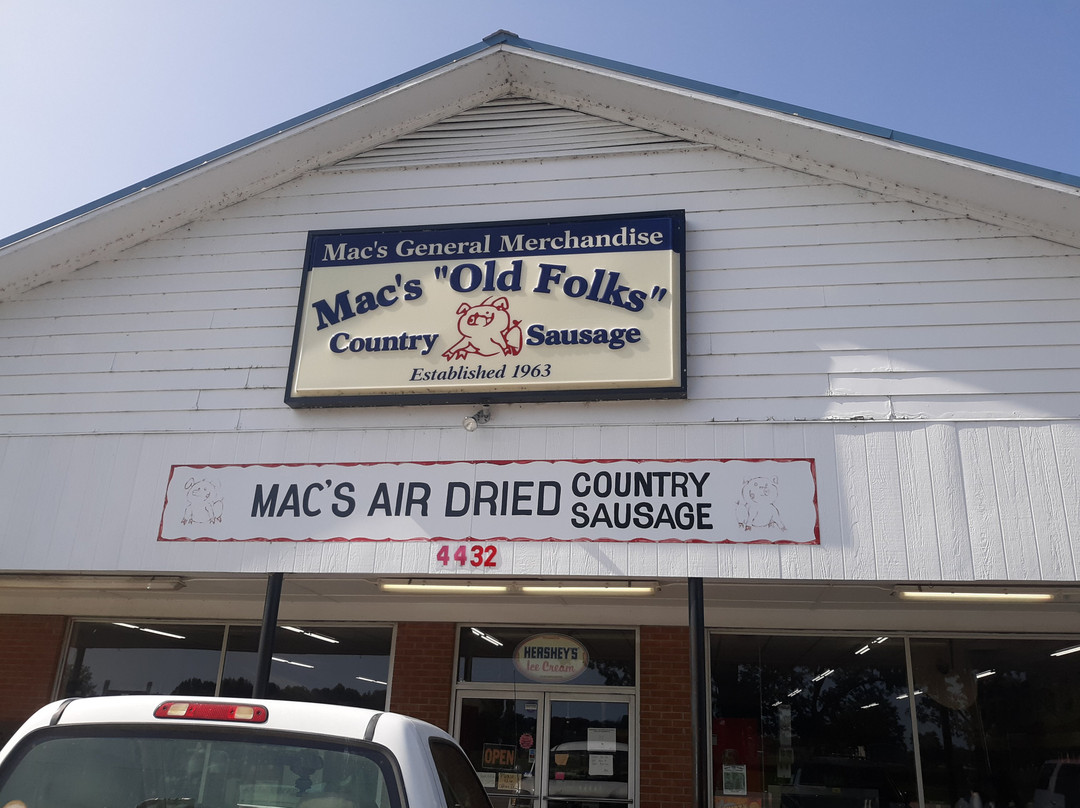 Mac's General Merchandise
Mac's "Old Folks"
Country Sausage
Established 1963
MAC'S AIR DRIED COUNTRY SAUSAGE
4432
HERSHEY'S
Ice Cream
OPEN